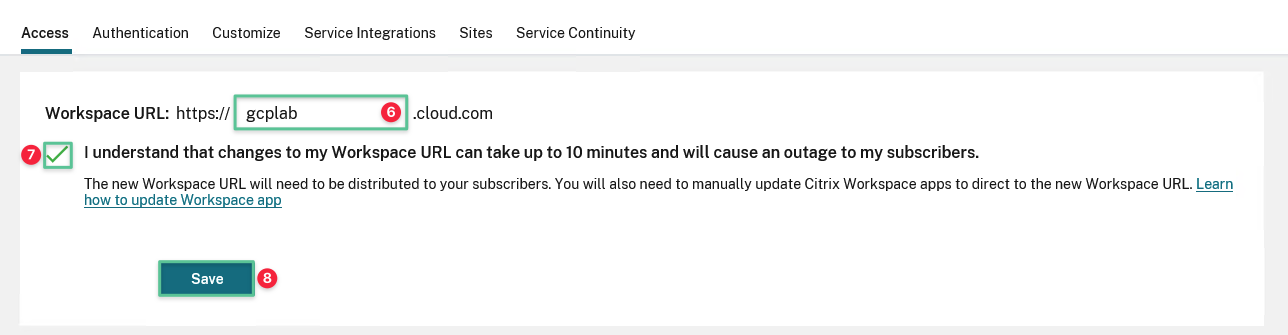 Access Authentication Customize Service Integrations Sites Service Continuity
Workspace URL: https:// gcplab 6 .cloud.com
7 I understand that changes to my Workspace URL can take up to 10 minutes and will cause an outage to my subscribers.
The new Workspace URL will need to be distributed to your subscribers. You will also need to manually update Citrix Workspace apps to direct to the new Workspace URL. Learn
how to update Workspace app
Save 8